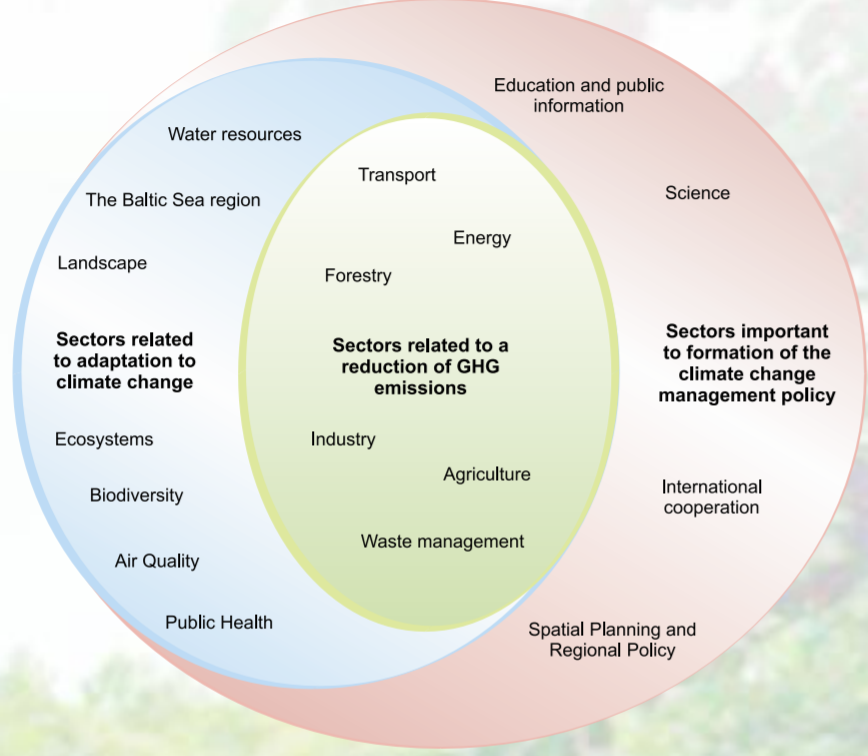 Water resources
The Baltic Sea region
Landscape
Sectors related
to adaptation to
climate change
Ecosystems
Biodiversity
Air Quality
Public Health
Transport
Energy
Forestry
Sectors related to a
reduction of GHG
emissions
Industry
Agriculture
Waste management
Education and public
information
Science
Sectors important
to formation of the
climate change
management policy
International
cooperation
Spatial Planning and
Regional Policy